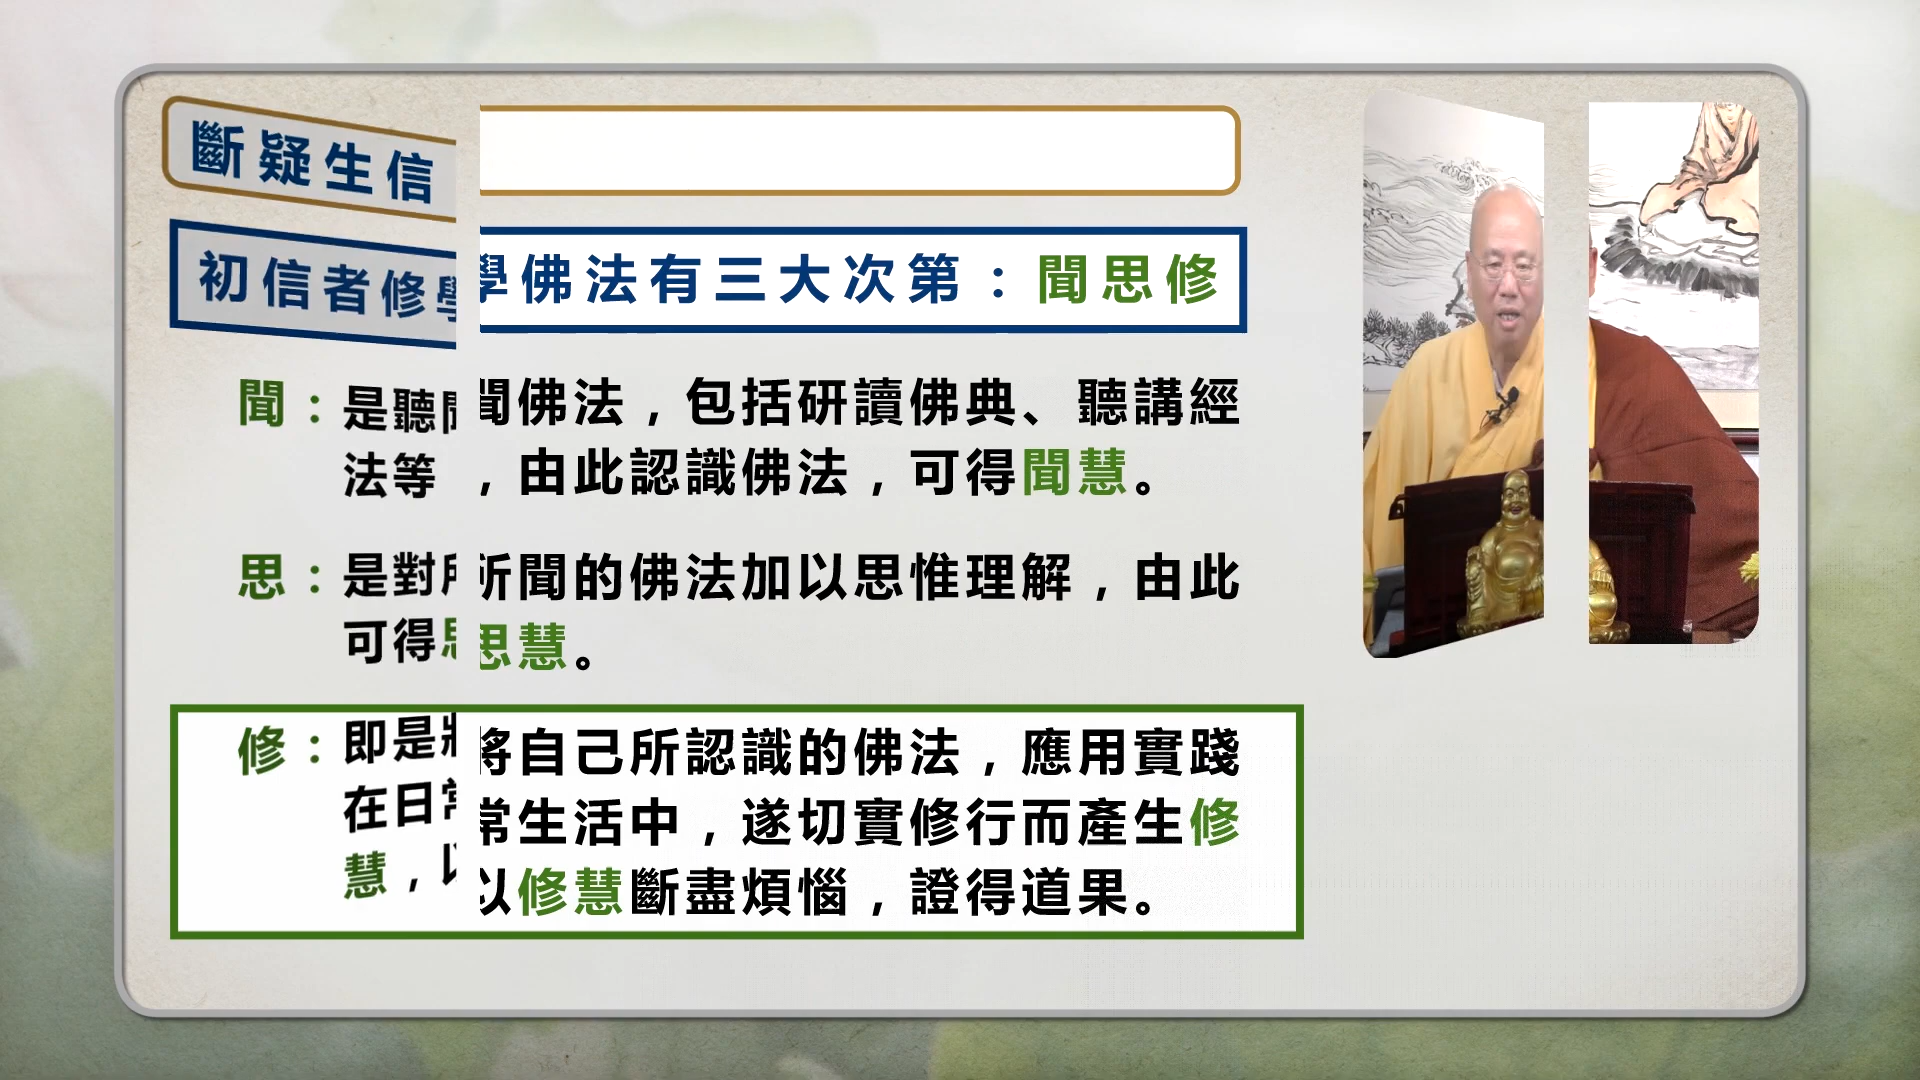 斷疑生信
初信者修學佛法有三大次第：聞思修
聞：是聽聞佛法，包括研讀佛典、聽講經
法等，由此認識佛法，可得聞慧。
思：是對所聞的佛法加以思惟理解，由此
可得思慧。
修：即是將自己所認識的佛法，應用實踐
在日常生活中，遂切實修行而產生修
慧，以修慧斷盡煩惱，證得道果。